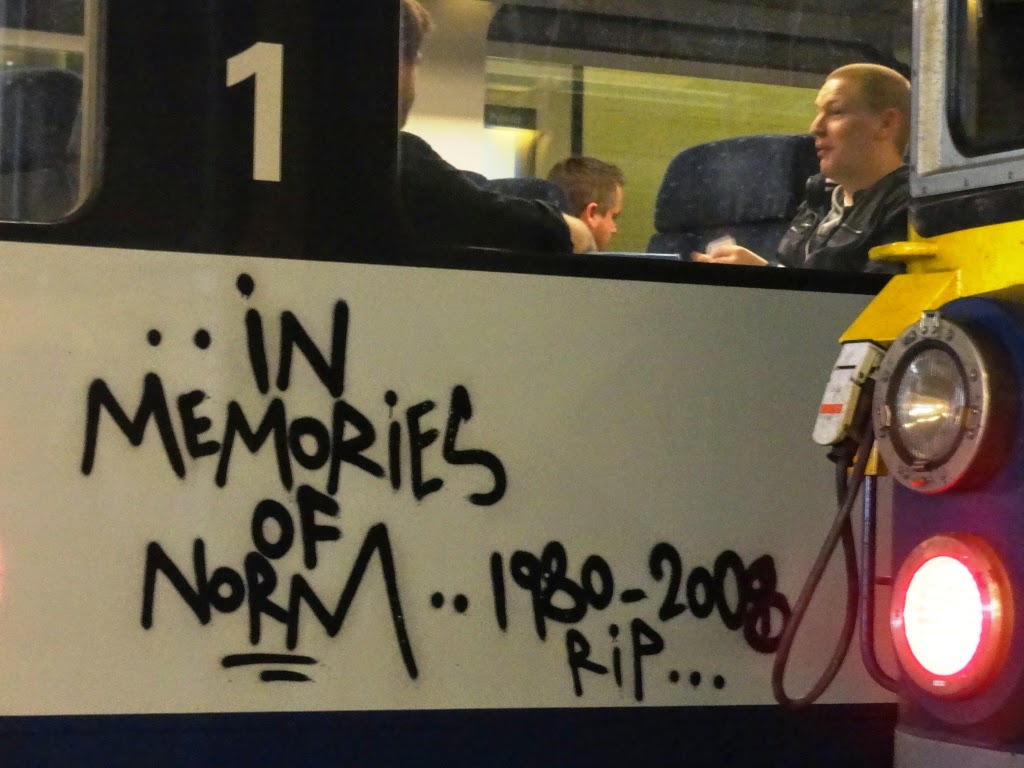 1
..IN
MEMORIES
OF
NORM..1980-2008
RIP...